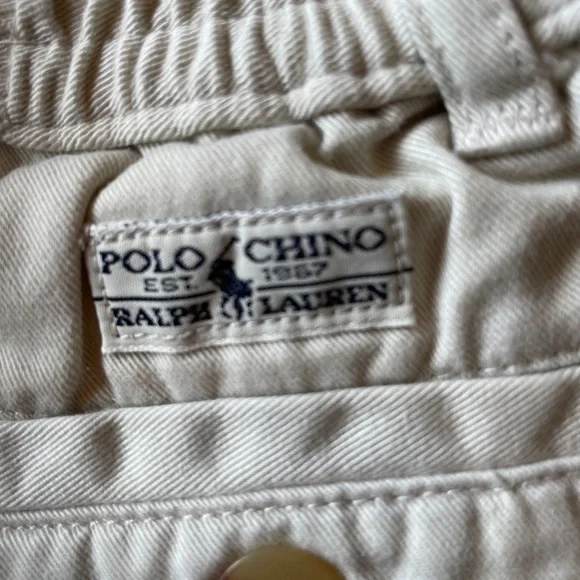 POLO CHINO
EST. 1967
RALPH LAUREN